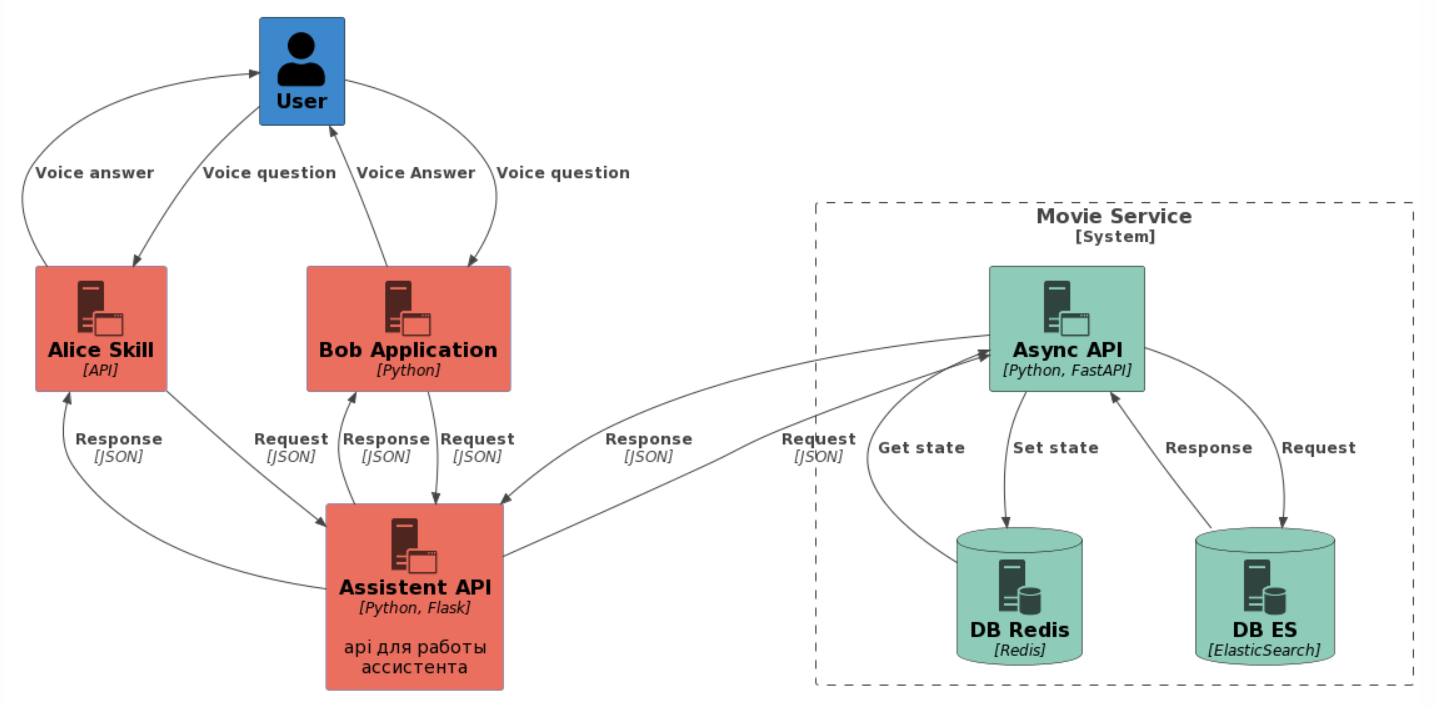 User
Voice answer
Voice question
Voice Answer
Voice question
Movie Service
[System]
Alice Skill
[API]
Bob Application
[Python]
Async API
[Python, FastAPI]
Response
[JSON]
Request
[JSON]
Response
[JSON]
Request
[JSON]
Response
[JSON]
Request
[JSON]
Get state
Set state
Response
Request
Assistent API
[Python, Flask]
api для работы
ассистента
DB Redis
[Redis]
DB ES
[ElasticSearch]